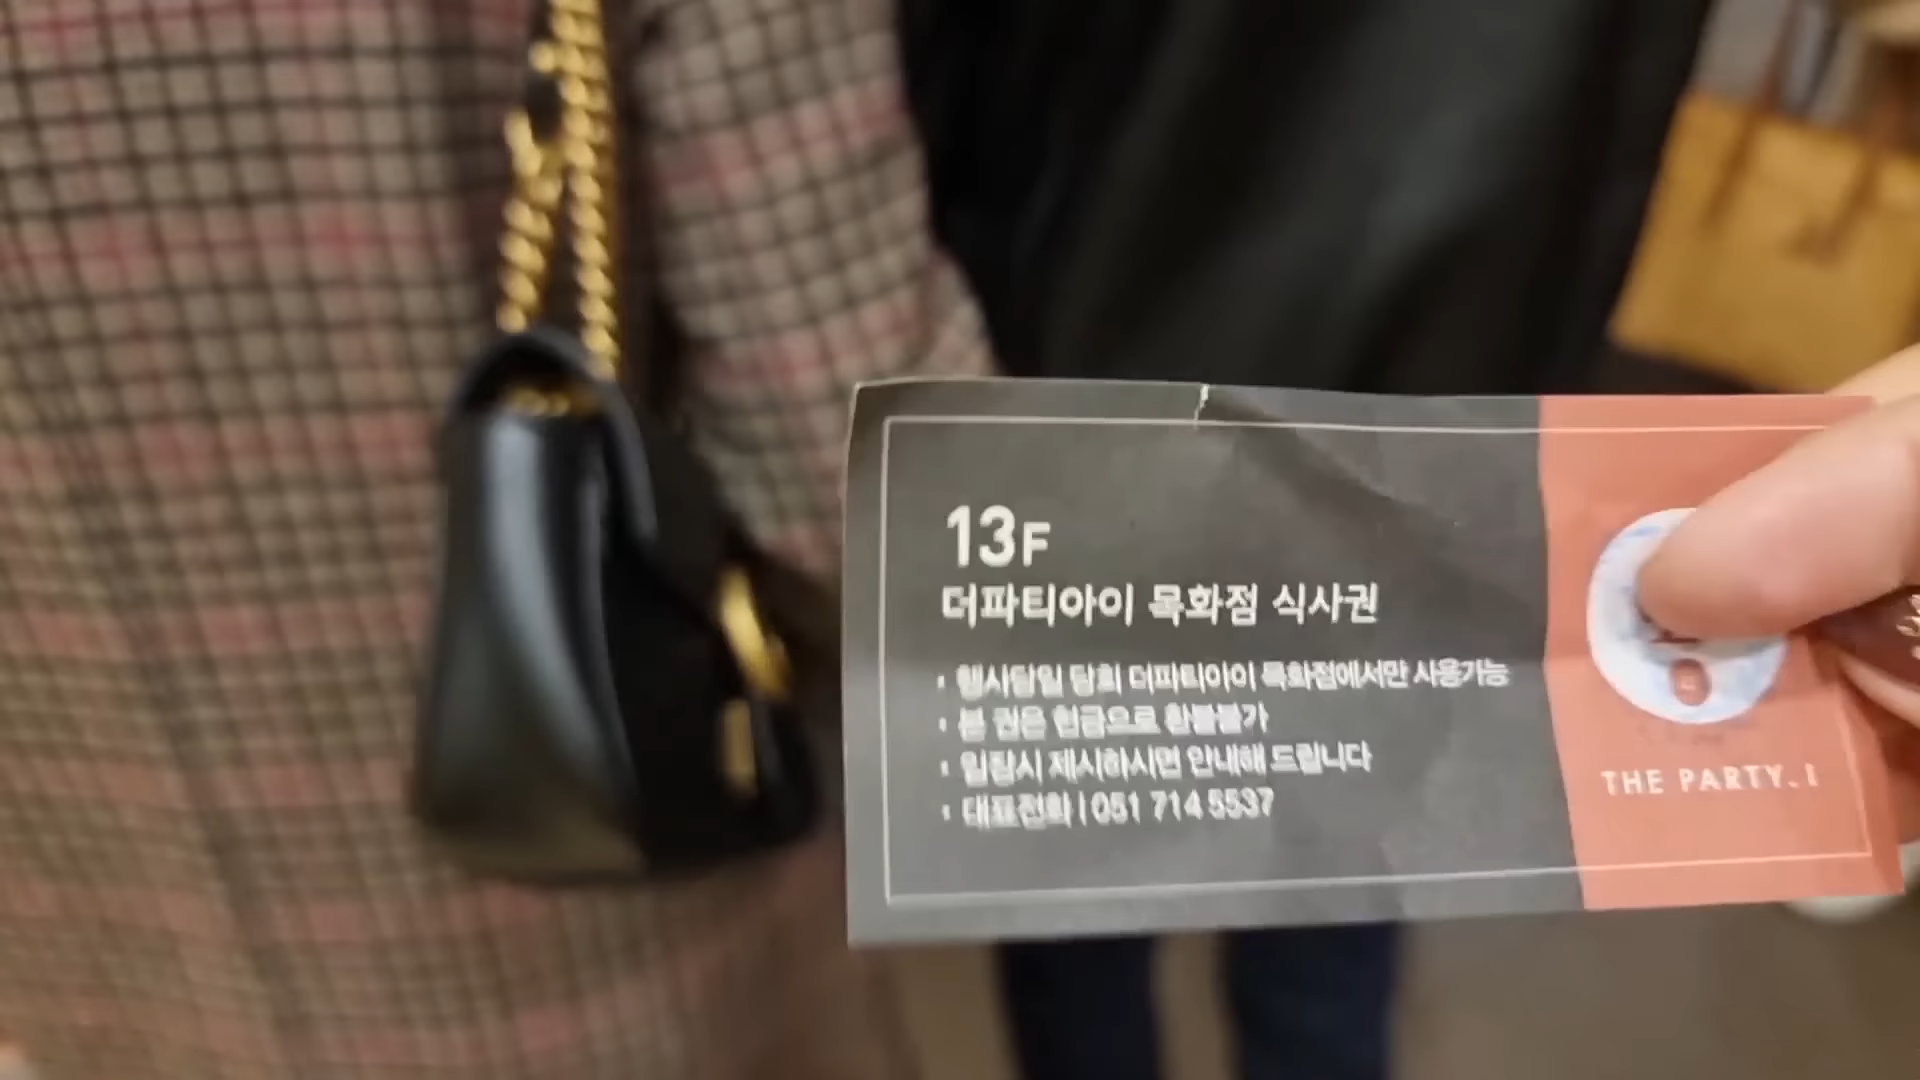 13F
더파티아이 목화점 식사권
· 행사당일 당회 더파티아이 목화점에서만 사용가능
· 본 권은 현금으로 환불불가
· 입장시 제시하시면 안내해 드립니다
· 대표전화 | 051 714 5537
THE PARTY. I